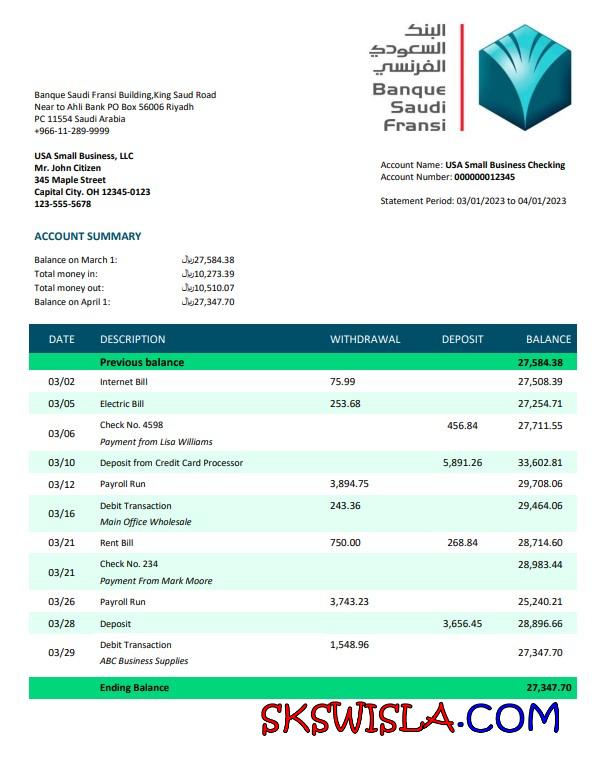 البنك
السعودي
الفرنسي
Banque
Saudi
Fransi
Banque Saudi Fransi Building,King Saud Road
Near to Ahli Bank PO Box 56006 Riyadh
PC 11554 Saudi Arabia
+966-11-289-9999
USA Small Business, LLC
Mr. John Citizen
345 Maple Street
Capital City. OH 12345-0123
123-555-5678
Account Name: USA Small Business Checking
Account Number: 000000012345
Statement Period: 03/01/2023 to 04/01/2023
ACCOUNT SUMMARY
Balance on March 1: ﷼27,584.38
Total money in: ﷼10,273.39
Total money out: ﷼10,510.07
Balance on April 1: ﷼27,347.70
DATE DESCRIPTION WITHDRAWAL DEPOSIT BALANCE
Previous balance 27,584.38
03/02 Internet Bill 75.99 27,508.39
03/05 Electric Bill 253.68 27,254.71
03/06 Check No. 4598 456.84 27,711.55
Payment from Lisa Williams
03/10 Deposit from Credit Card Processor 5,891.26 33,602.81
03/12 Payroll Run 3,894.75 29,708.06
03/16 Debit Transaction 243.36 29,464.06
Main Office Wholesale
03/21 Rent Bill 750.00 268.84 28,714.60
03/21 Check No. 234 28,983.44
Payment From Mark Moore
03/26 Payroll Run 3,743.23 25,240.21
03/28 Deposit 3,656.45 28,896.66
03/29 Debit Transaction 1,548.96 27,347.70
ABC Business Supplies
Ending Balance 27,347.70
SKSWISLA.COM